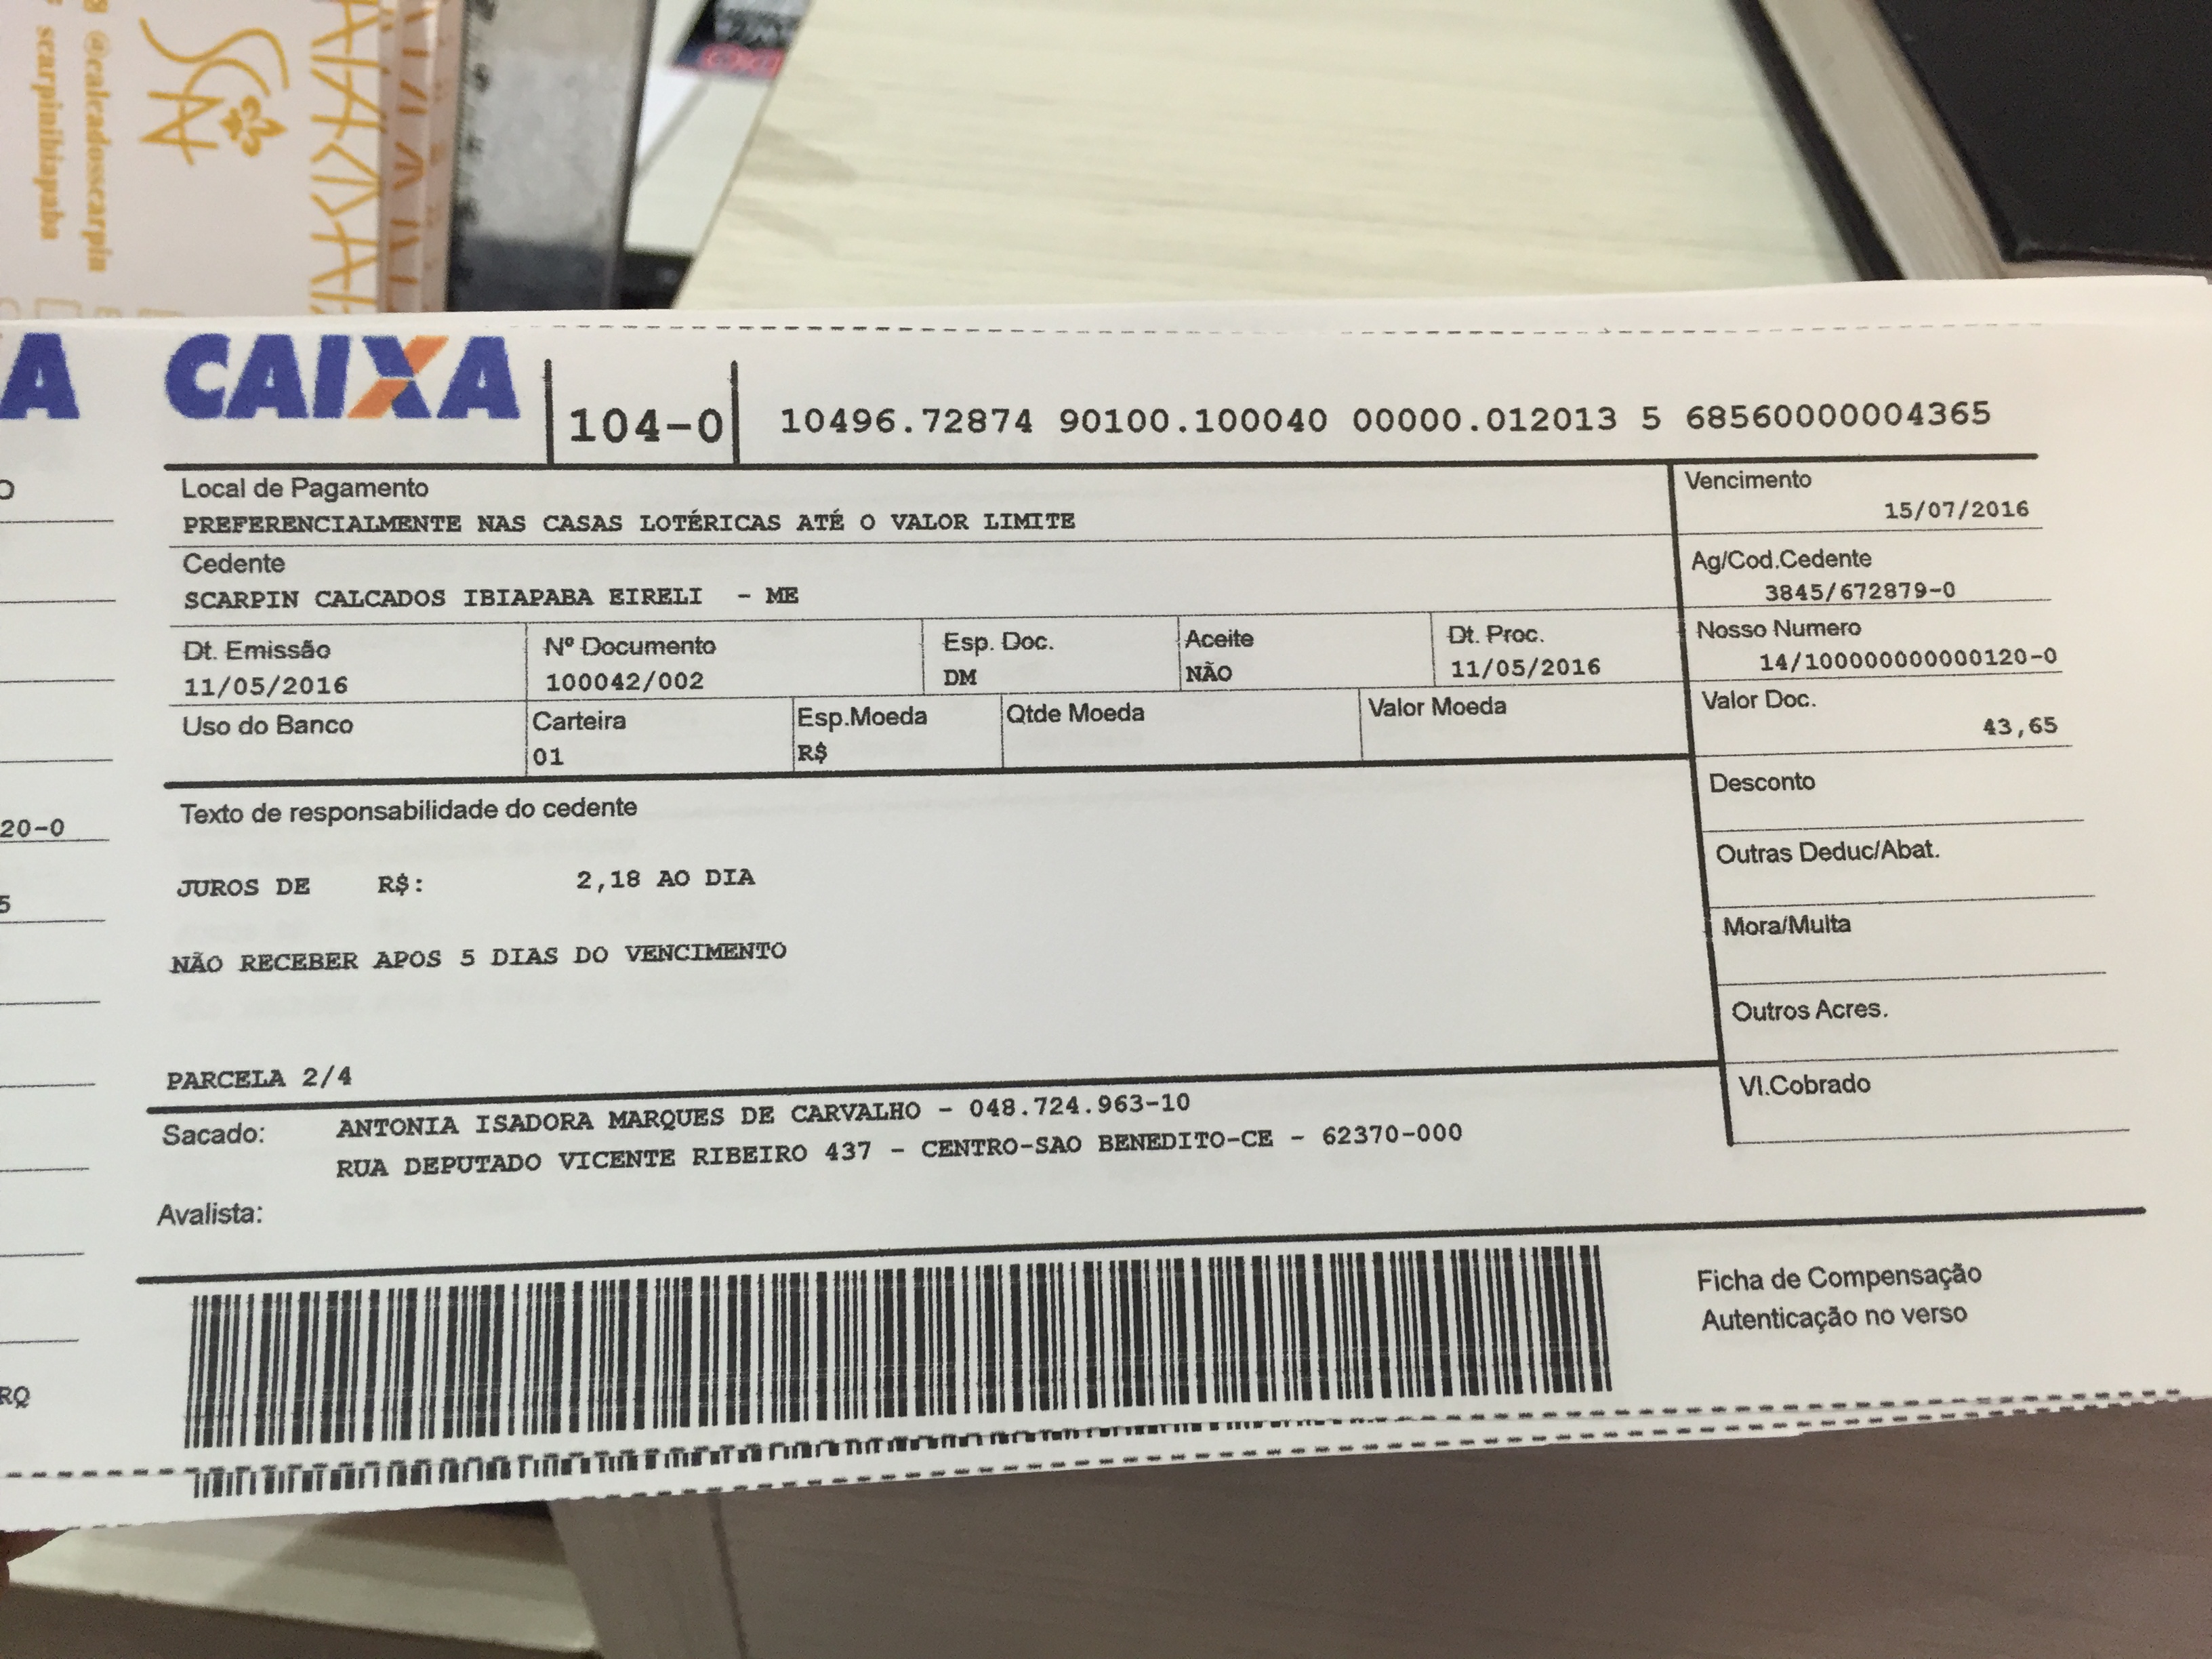 @calcadosscarpin
scarpinibiapaba
A
CAIXA
104-0
10496.72874 90100.100040 00000.012013 5 68560000004365
Local de Pagamento
PREFERENCIALMENTE NAS CASAS LOTÉRICAS ATÉ O VALOR LIMITE
Vencimento
15/07/2016
Cedente
SCARPIN CALCADOS IBIAPABA EIRELI - ME
Ag/Cod.Cedente
3845/672879-0
Dt. Emissão
11/05/2016
Nº Documento
100042/002
Esp. Doc.
DM
Aceite
NÃO
Dt. Proc.
11/05/2016
Nosso Numero
14/100000000000120-0
Uso do Banco
Carteira
01
Esp.Moeda
R$
Qtde Moeda
Valor Moeda
Valor Doc.
43,65
20-0
5
RQ
Texto de responsabilidade do cedente
JUROS DE R$: 2,18 AO DIA
NÃO RECEBER APOS 5 DIAS DO VENCIMENTO
PARCELA 2/4
Desconto
Outras Deduc/Abat.
Mora/Multa
Outros Acres.
Vl.Cobrado
Sacado: ANTONIA ISADORA MARQUES DE CARVALHO - 048.724.963-10
RUA DEPUTADO VICENTE RIBEIRO 437 - CENTRO-SAO BENEDITO-CE - 62370-000
Avalista:
Ficha de Compensação
Autenticação no verso